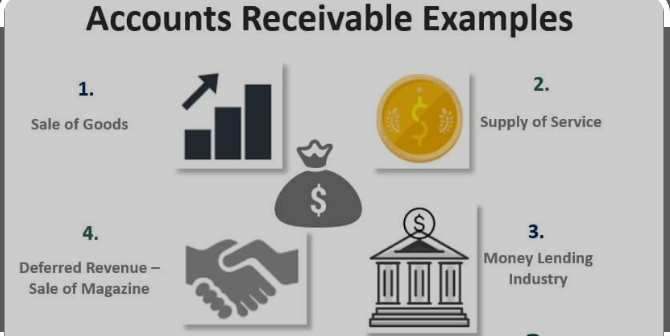 Accounts Receivable Examples
1.
Sale of Goods
2.
Supply of Service
$
$
$
3.
Money Lending
Industry
4.
Deferred Revenue –
Sale of Magazine